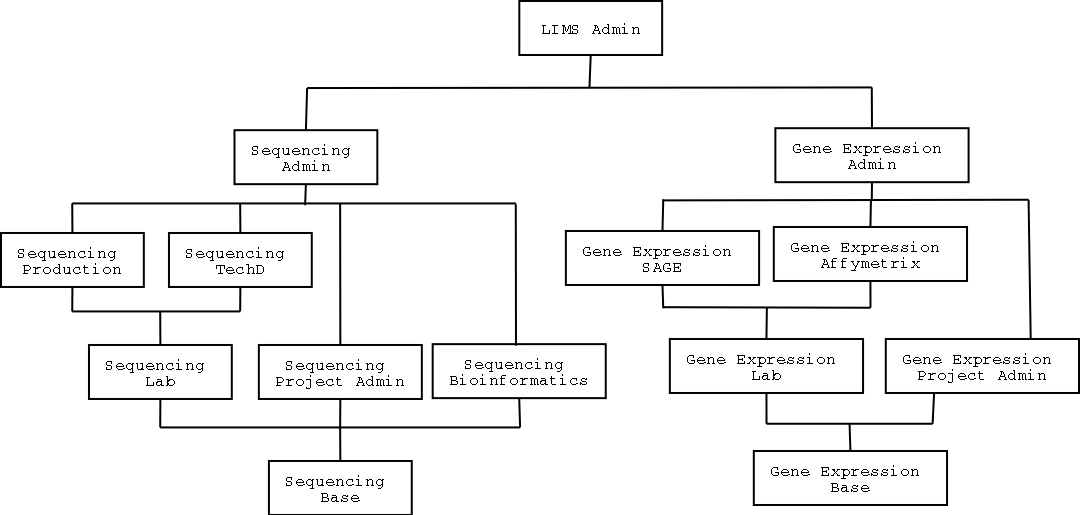 LIMS Admin
Sequencing
Admin
Gene Expression
Admin
Sequencing
Production
Sequencing
TechD
Gene Expression
SAGE
Gene Expression
Affymetrix
Sequencing
Lab
Sequencing
Project Admin
Sequencing
Bioinformatics
Gene Expression
Lab
Gene Expression
Project Admin
Sequencing
Base
Gene Expression
Base